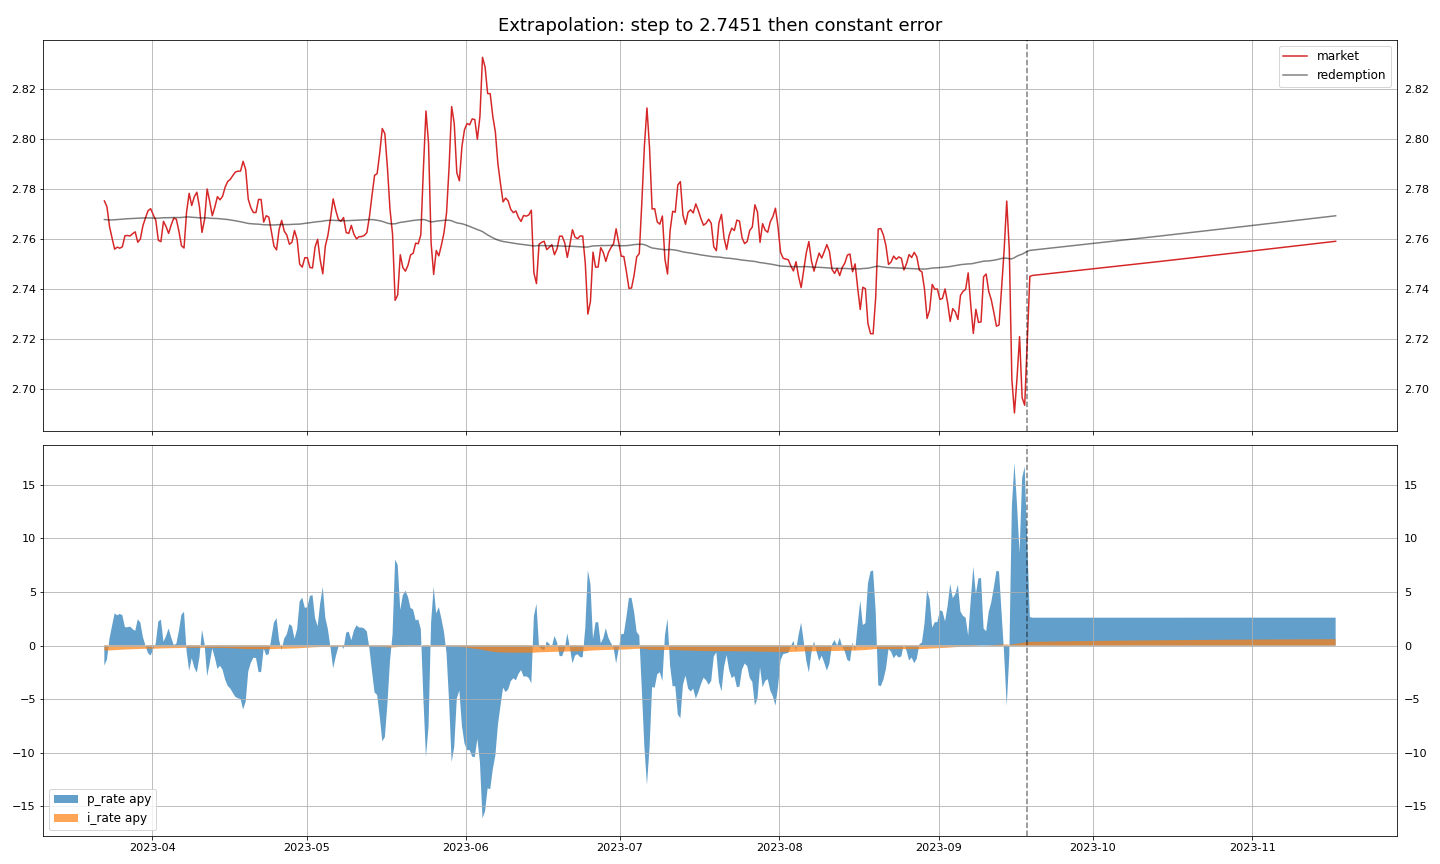 Extrapolation: step to 2.7451 then constant error
market
redemption
2.82 2.82
2.80 2.80
2.78 2.78
2.76 2.76
2.74 2.74
2.72 2.72
2.70 2.70
15 15
10 10
5 5
0 0
−5 −5
−10 −10
−15 −15
p_rate apy
i_rate apy
2023-04 2023-05 2023-06 2023-07 2023-08 2023-09 2023-10 2023-11